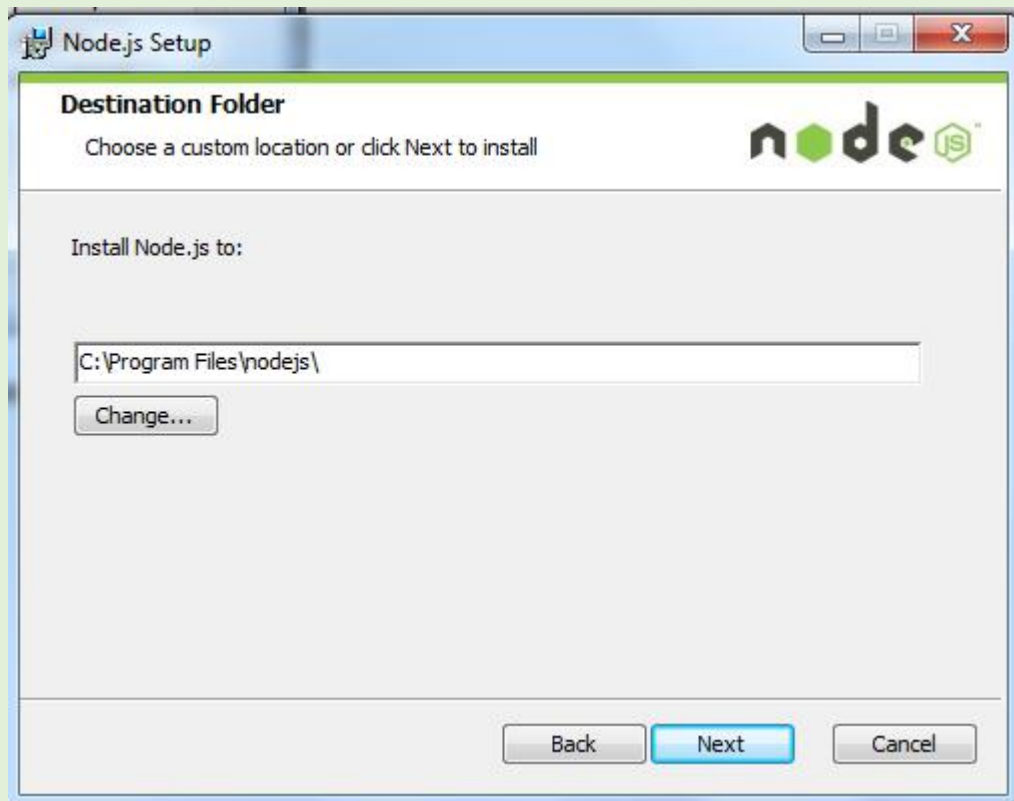 Node.js Setup
Destination Folder
Choose a custom location or click Next to install
node
JS
Install Node.js to:
C:\Program Files\nodejs\
Change...
Back Next Cancel